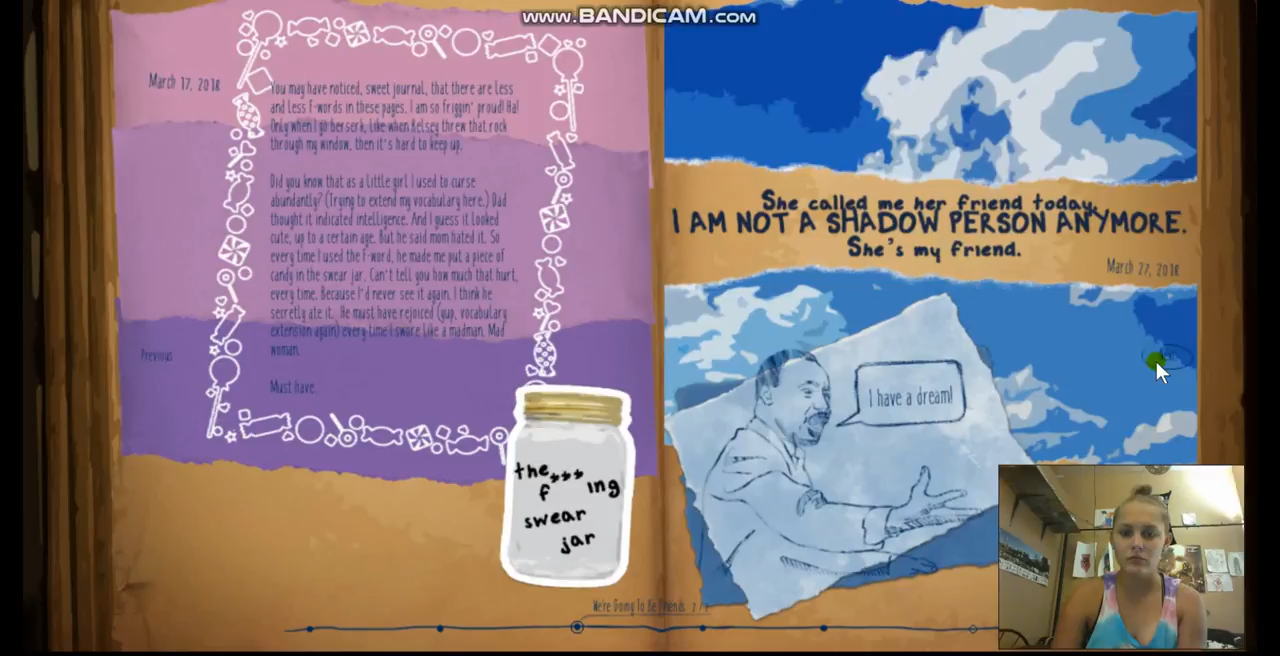 www.BANDICAM.com
March 17, 2018
You may have noticed, sweet journal, that there are less
and less F-words in these pages. I am so friggin' proud! Ha!
Only when I go berserk, like when Kelsey threw that rock
through my window, then it's hard to keep up.
Did you know that as a little girl I used to curse
abundantly? (Trying to extend my vocabulary here.) Dad
thought it indicated intelligence. And I guess it looked
cute, up to a certain age. But he said mom hated it. So
every time I used the F-word, he made me put a piece of
candy in the swear jar. Can't tell you how much that hurt,
every time. Because I'd never see it again. I think he
secretly ate it. He must have rejoiced (yup, vocabulary
extension again) every time I swore like a madman. Mad
woman.
Must have.
Previous
the
f***ing
swear
jar
She called me her friend today.
I AM NOT A SHADOW PERSON ANYMORE.
She's my friend.
March 27, 2018
I have a dream!
We're Going To Be Friends